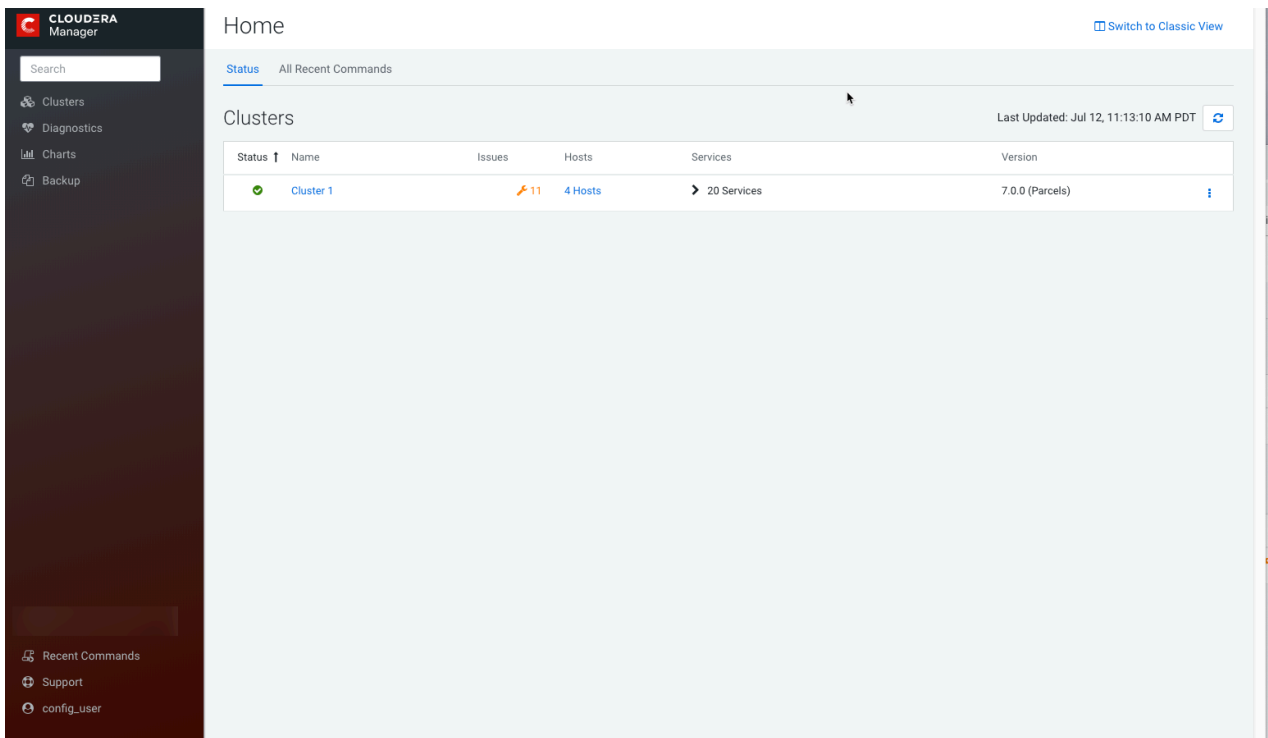 CLOUDERA
Manager
Search
Clusters
Diagnostics
Charts
Backup
Recent Commands
Support
config_user
Home
Switch to Classic View
Status All Recent Commands
Clusters
Last Updated: Jul 12, 11:13:10 AM PDT
Status Name Issues Hosts Services Version
Cluster 1 11 4 Hosts 20 Services 7.0.0 (Parcels)